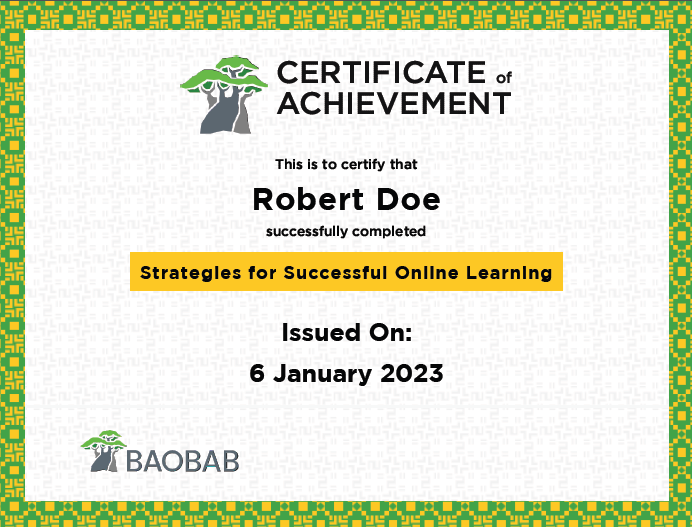 CERTIFICATE of
ACHIEVEMENT
This is to certify that
Robert Doe
successfully completed
Strategies for Successful Online Learning
Issued On:
6 January 2023
BAOBAB